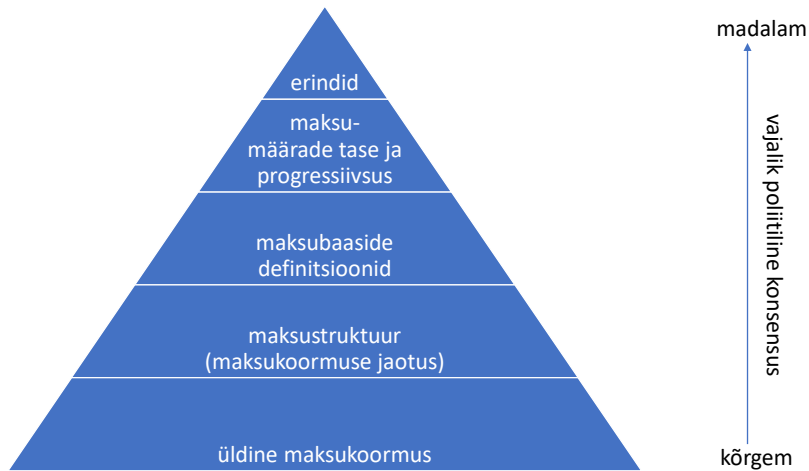 erindid
maksu-
määrade tase ja
progressiivsus
maksubaaside
definitsioonid
maksustruktuur
(maksukoormuse jaotus)
üldine maksukoormus
madalam
vajalik poliitiline konsensus
kõrgem